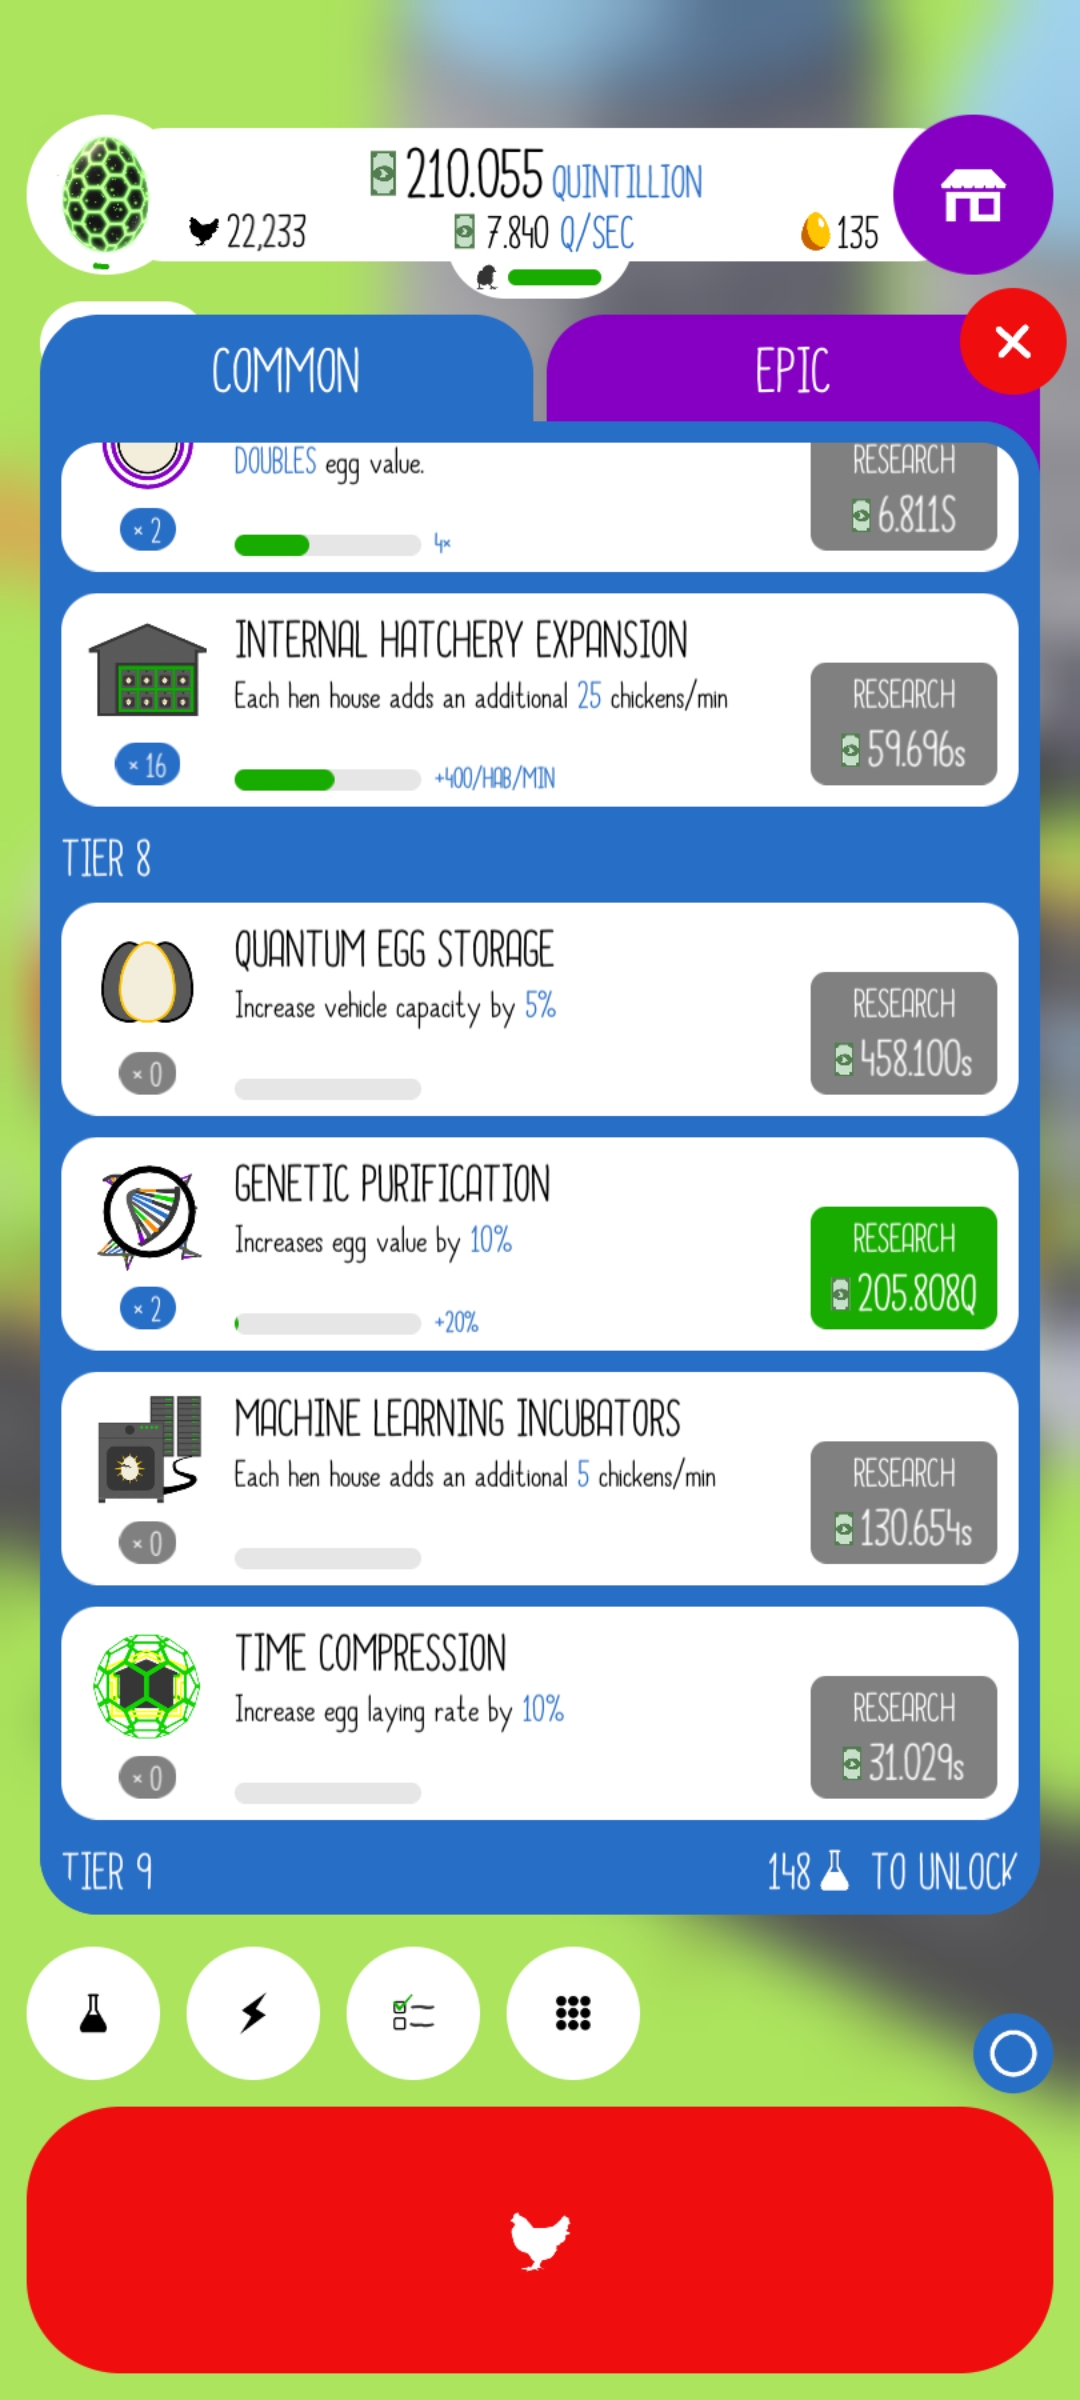 210.055 QUINTILLION
22,233
7.840 Q/SEC
135
COMMON
EPIC
DOUBLES egg value.
RESEARCH
6.811S
× 2
4×
INTERNAL HATCHERY EXPANSION
Each hen house adds an additional 25 chickens/min
RESEARCH
59.696s
× 16
+400/HAB/MIN
TIER 8
QUANTUM EGG STORAGE
Increase vehicle capacity by 5%
RESEARCH
458.100s
× 0
GENETIC PURIFICATION
Increases egg value by 10%
RESEARCH
205.808Q
× 2
+20%
MACHINE LEARNING INCUBATORS
Each hen house adds an additional 5 chickens/min
RESEARCH
130.654s
× 0
TIME COMPRESSION
Increase egg laying rate by 10%
RESEARCH
31.029s
× 0
TIER 9
148 TO UNLOCK